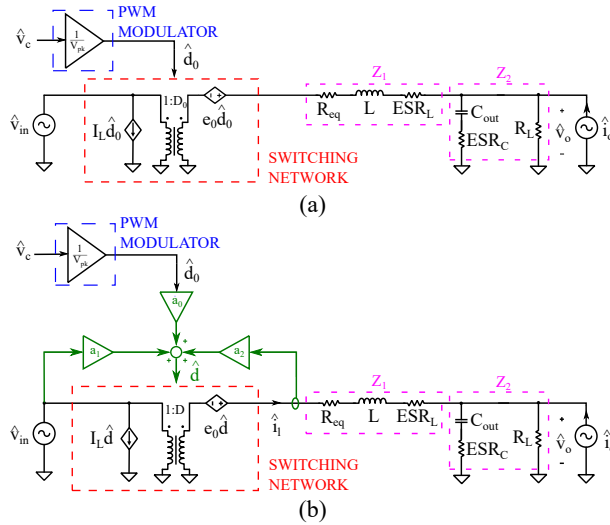 PWM
MODULATOR
v̂c
1/Vpk
d̂0
Z1
Z2
1:D0
Req
L
ESRL
Cout
v̂in
ILd̂0
e0d̂0
ESRC
RL
+
v̂o
-
SWITCHING
NETWORK
(a)
PWM
MODULATOR
v̂c
1/Vpk
d̂0
a0
a1
a2
d̂
Z1
Z2
1:D
îl
Req
L
ESRL
Cout
v̂in
ILd̂
e0d̂
ESRC
RL
+
v̂o
-
SWITCHING
NETWORK
(b)